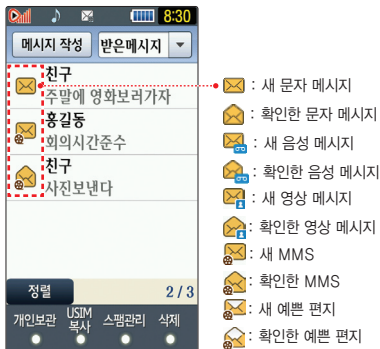 8:30
메시지 작성 받은메시지
친구
주말에 영화보러가자
홍길동
회의시간준수
친구
사진보낸다
정렬 2/3
개인보관 USIM 복사 스팸관리 삭제
: 새 문자 메시지
: 확인한 문자 메시지
: 새 음성 메시지
: 확인한 음성 메시지
: 새 영상 메시지
: 확인한 영상 메시지
: 새 MMS
: 확인한 MMS
: 새 예쁜 편지
: 확인한 예쁜 편지